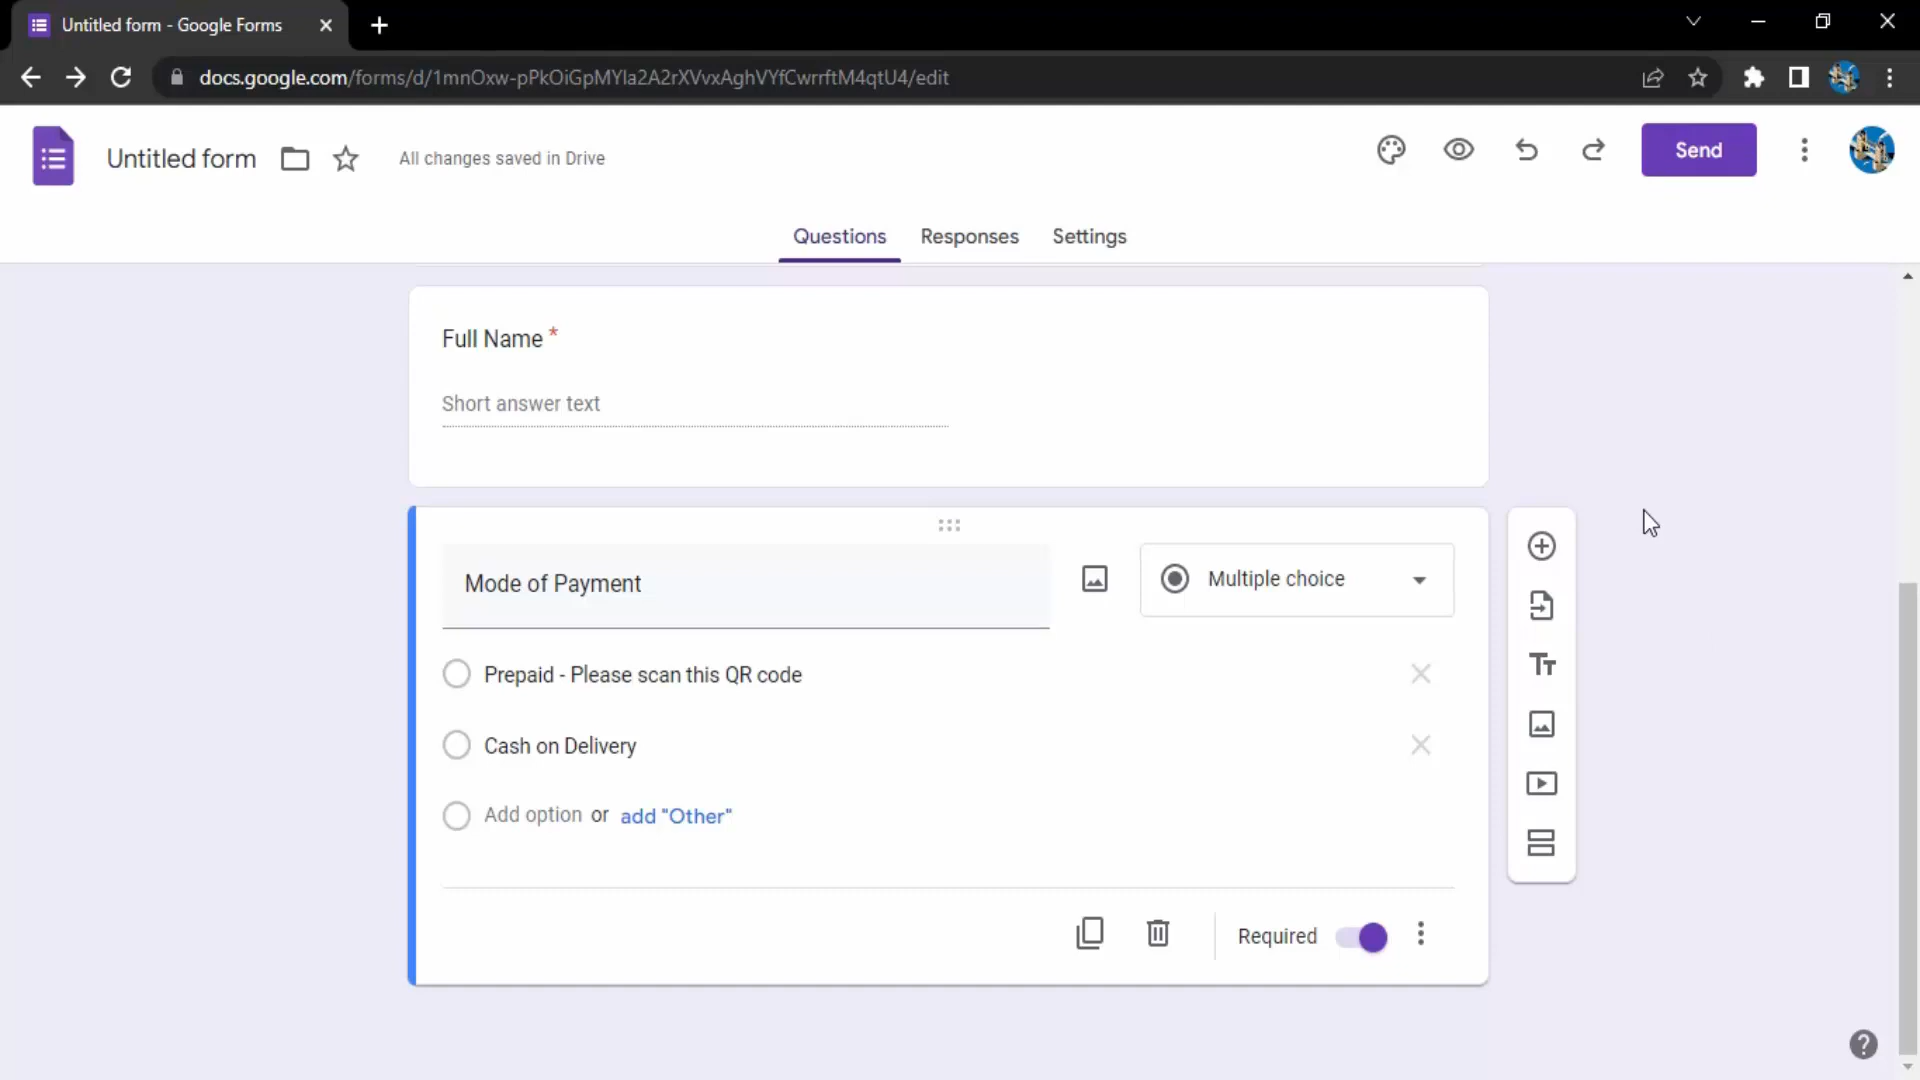 Untitled form - Google Forms
docs.google.com/forms/d/1mnOxw-pPkOiGpMYla2A2rXVvxAghVYfCwrrftM4qtU4/edit
Untitled form
All changes saved in Drive
Send
Questions
Responses
Settings
Full Name *
Short answer text
Mode of Payment
Multiple choice
Prepaid - Please scan this QR code
Cash on Delivery
Add option or add "Other"
Required